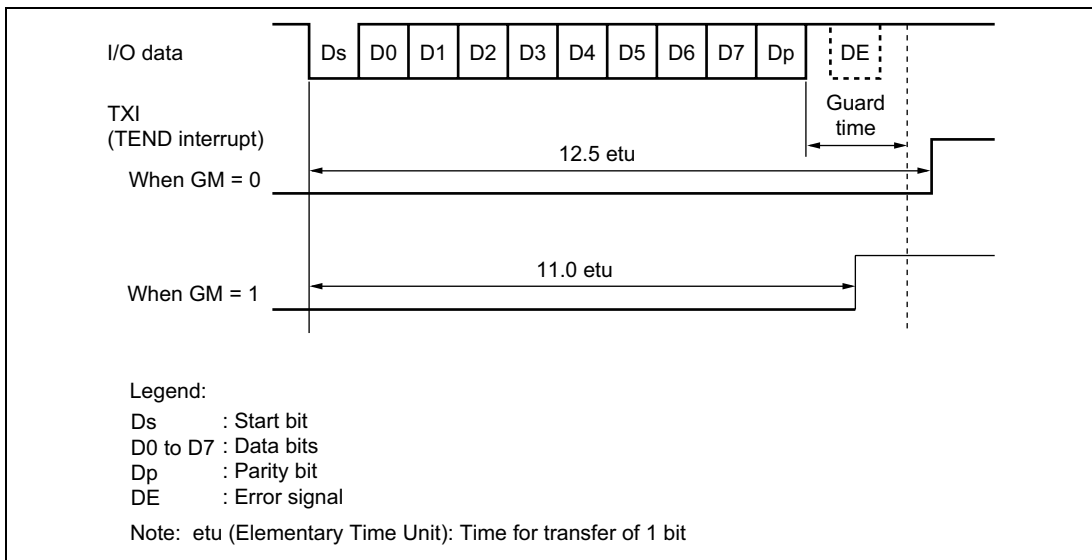 I/O data
Ds D0 D1 D2 D3 D4 D5 D6 D7 Dp DE
TXI
(TEND interrupt)
Guard
time
12.5 etu
When GM = 0
11.0 etu
When GM = 1
Legend:
Ds : Start bit
D0 to D7 : Data bits
Dp : Parity bit
DE : Error signal
Note: etu (Elementary Time Unit): Time for transfer of 1 bit